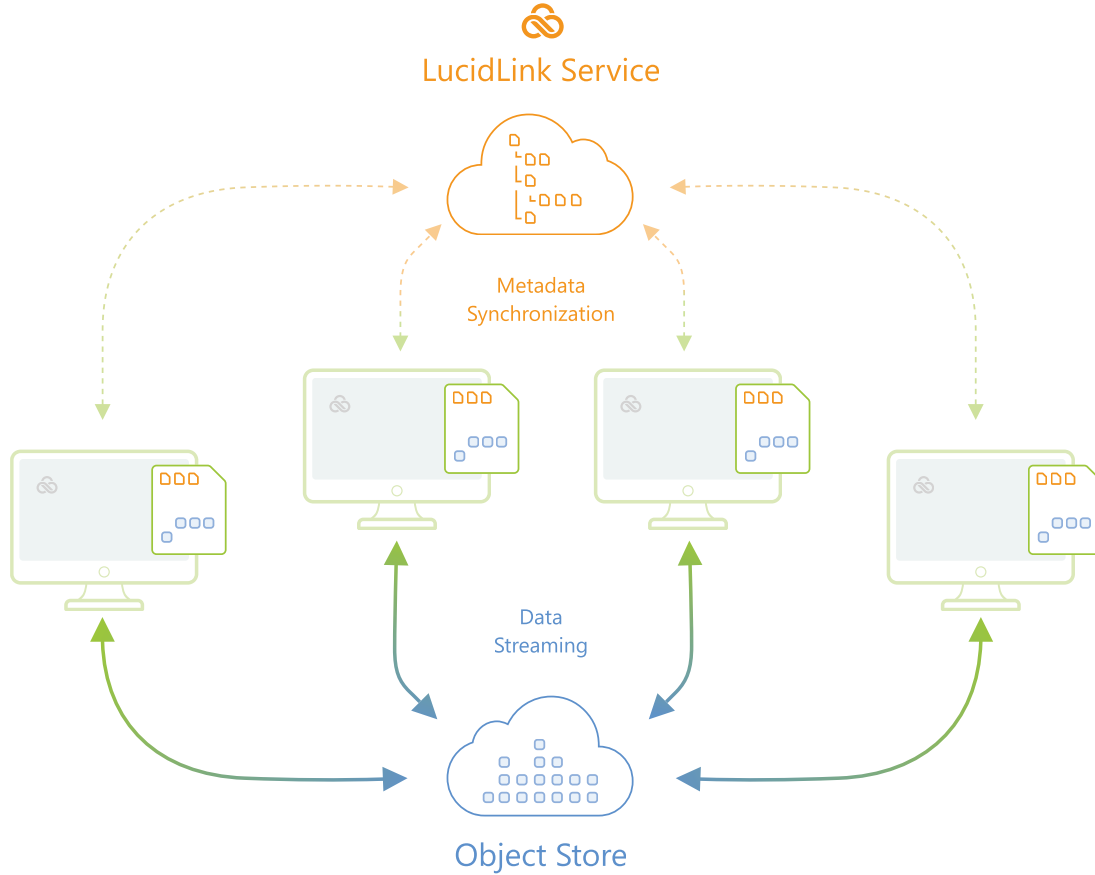 LucidLink Service
Metadata
Synchronization
Data
Streaming
Object Store